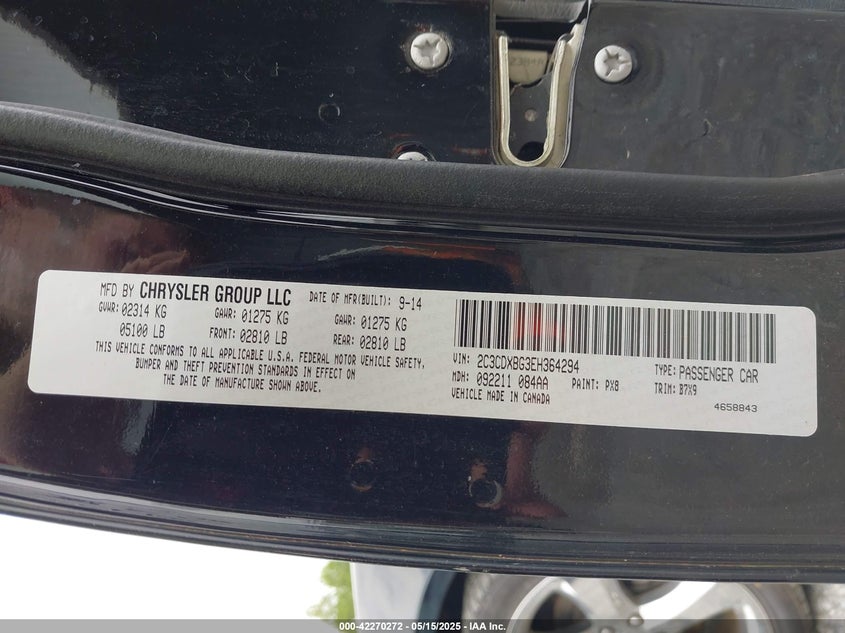 MFD BY CHRYSLER GROUP LLC DATE OF MFR(BUILT): 9-14
GVWR: 02314 KG GAWR: 01275 KG GAWR: 01275 KG
05100 LB FRONT: 02810 LB REAR: 02810 LB
THIS VEHICLE CONFORMS TO ALL APPLICABLE U.S.A. FEDERAL MOTOR VEHICLE SAFETY,
BUMPER AND THEFT PREVENTION STANDARDS IN EFFECT ON
THE DATE OF MANUFACTURE SHOWN ABOVE.
VIN: 2C3CDXBG3EH364294 TYPE: PASSENGER CAR
MDH: 092211 084AA PAINT: PX8 TRIM: B7X9
VEHICLE MADE IN CANADA 4658843
000-42270272 - 05/15/2025 - IAA Inc.